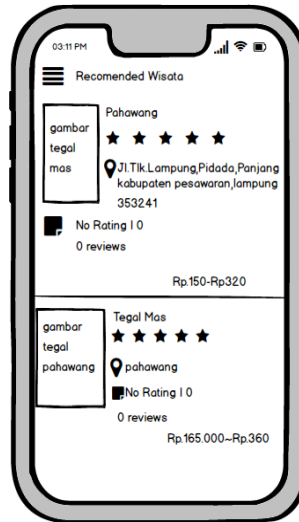 03:11 PM
Recomended Wisata
gambar
tegal
mas
Pahawang
Jl.Tlk.Lampung,Pidada,Panjang
kabupaten pesawaran,lampung
353241
No Rating | 0
0 reviews
Rp.150-Rp320
gambar
tegal
pahawang
Tegal Mas
pahawang
No Rating | 0
0 reviews
Rp.165.000~Rp.360